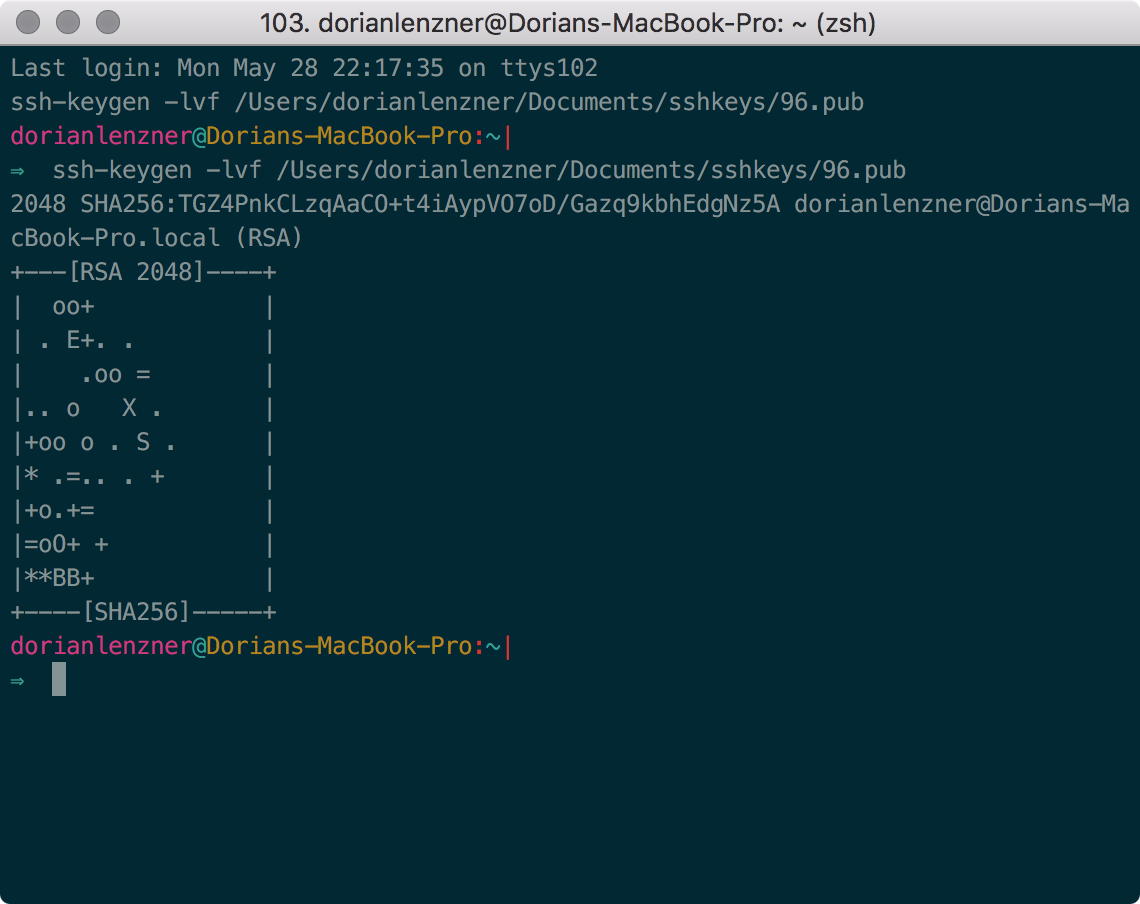 103. dorianlenzner@Dorians-MacBook-Pro: ~ (zsh)
Last login: Mon May 28 22:17:35 on ttys102
ssh-keygen -lvf /Users/dorianlenzner/Documents/sshkeys/96.pub
dorianlenzner@Dorians-MacBook-Pro:~|
⇒  ssh-keygen -lvf /Users/dorianlenzner/Documents/sshkeys/96.pub
2048 SHA256:TGZ4PnkCLzqAaCO+t4iAypVO7oD/Gazq9kbhEdgNz5A dorianlenzner@Dorians-Ma
cBook-Pro.local (RSA)
+---[RSA 2048]----+
|  oo+            |
| . E+. .         |
|    .oo =        |
|.. o   X .       |
|+oo o . S .      |
|* .=.. . +       |
|+o.+=            |
|=oO+ +           |
|**BB+            |
+----[SHA256]-----+
dorianlenzner@Dorians-MacBook-Pro:~|
⇒